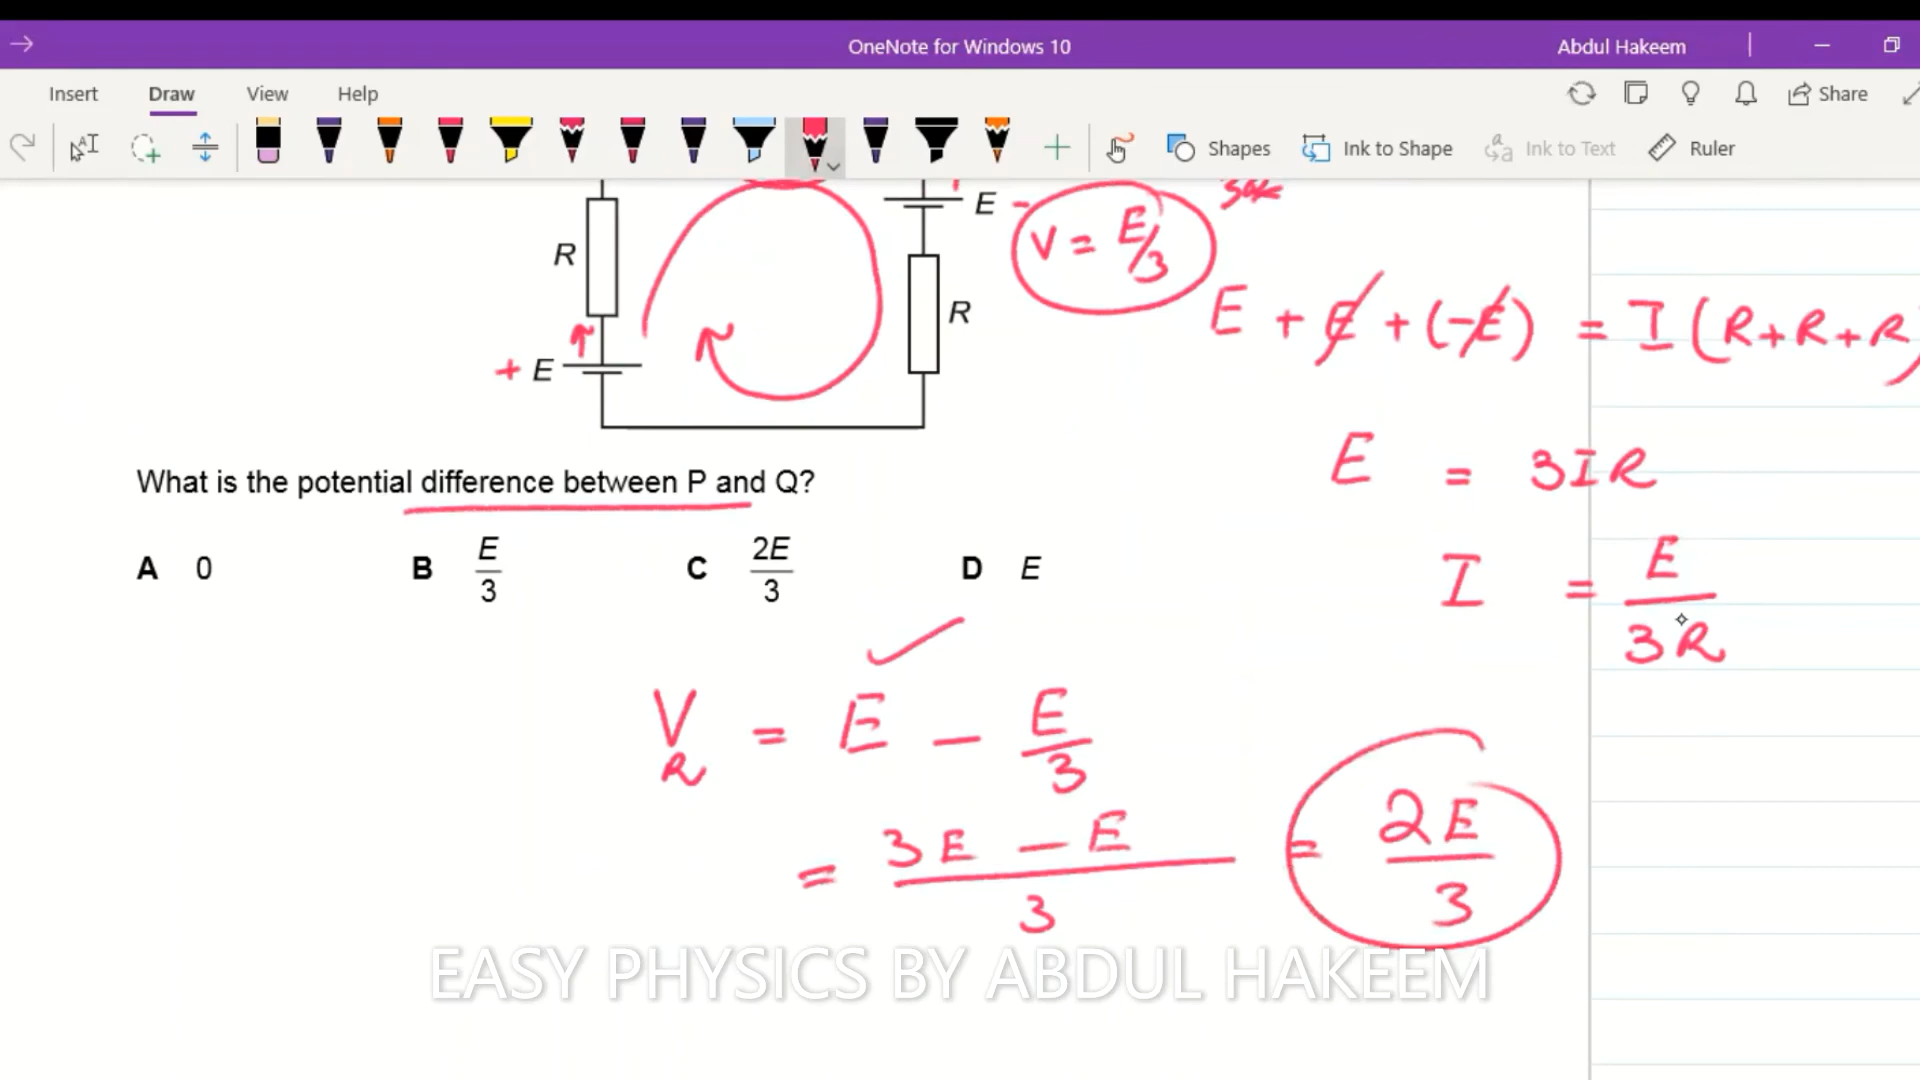 OneNote for Windows 10
Abdul Hakeem
Insert Draw View Help
Share
Shapes Ink to Shape Ink to Text Ruler
E -
V = E/3
R
R
+ E
E + E + (-E) = I (R+R+R)
E = 3IR
What is the potential difference between P and Q?
A 0 B E/3 C 2E/3 D E
I = E/3R
V_R = E - E/3
= 3E - E/3 = 2E/3
EASY PHYSICS BY ABDUL HAKEEM